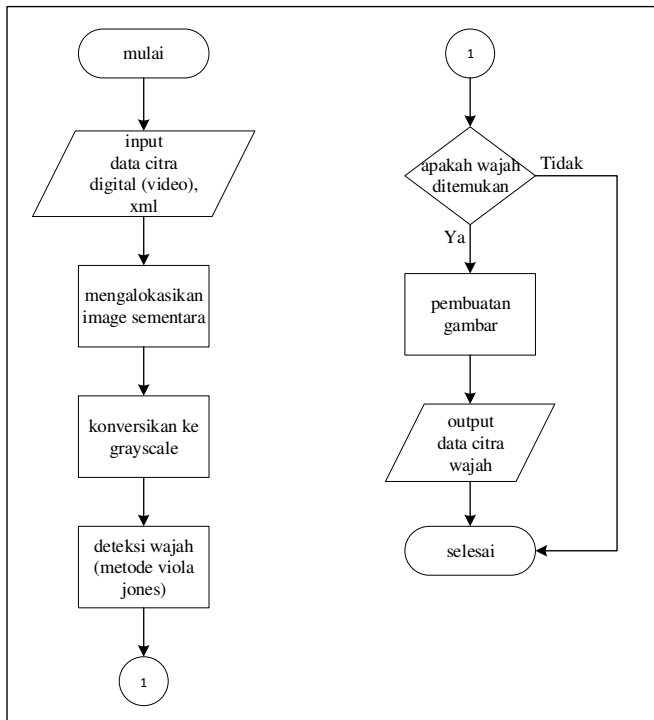 mulai
input
data citra
digital (video),
xml
mengalokasikan
image sementara
konversikan ke
grayscale
deteksi wajah
(metode viola
jones)
1
1
apakah wajah
ditemukan
Tidak
Ya
pembuatan
gambar
output
data citra
wajah
selesai